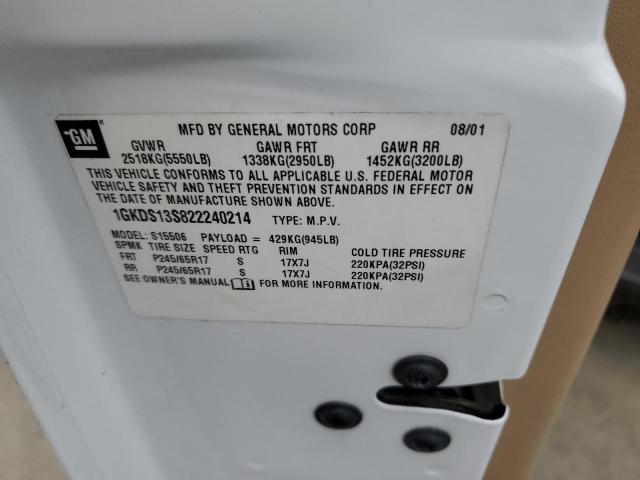 GM MFD BY GENERAL MOTORS CORP 08/01
GVWR GAWR FRT GAWR RR
2518KG(5550LB) 1338KG(2950LB) 1452KG(3200LB)
THIS VEHICLE CONFORMS TO ALL APPLICABLE U.S. FEDERAL MOTOR
VEHICLE SAFETY AND THEFT PREVENTION STANDARDS IN EFFECT ON
THE DATE OF MANUFACTURE SHOWN ABOVE.
1GKDS13S822240214 TYPE: M.P.V.
MODEL: S15506 PAYLOAD = 429KG(945LB)
SPMK TIRE SIZE SPEED RTG RIM COLD TIRE PRESSURE
FRT P245/65R17 S 17X7J 220KPA(32PSI)
RR P245/65R17 S 17X7J 220KPA(32PSI)
SEE OWNER'S MANUAL FOR MORE INFORMATION.